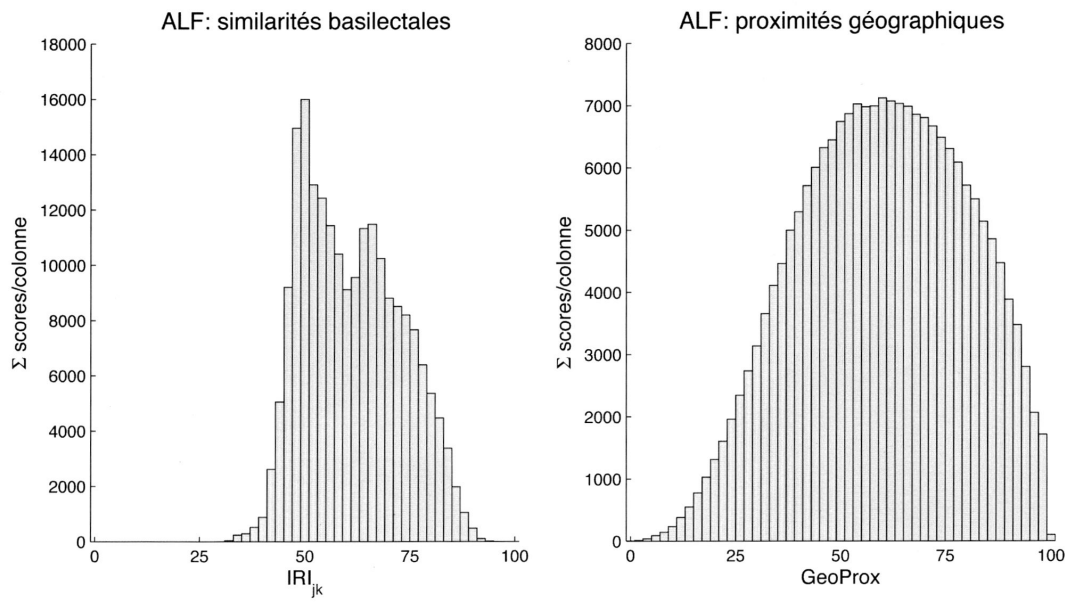 ALF: similarités basilectales
18000
16000
14000
12000
10000
8000
6000
4000
2000
0
Σ scores/colonne
0 25 50 75 100
IRI_jk
ALF: proximités géographiques
8000
7000
6000
5000
4000
3000
2000
1000
0
Σ scores/colonne
0 25 50 75 100
GeoProx